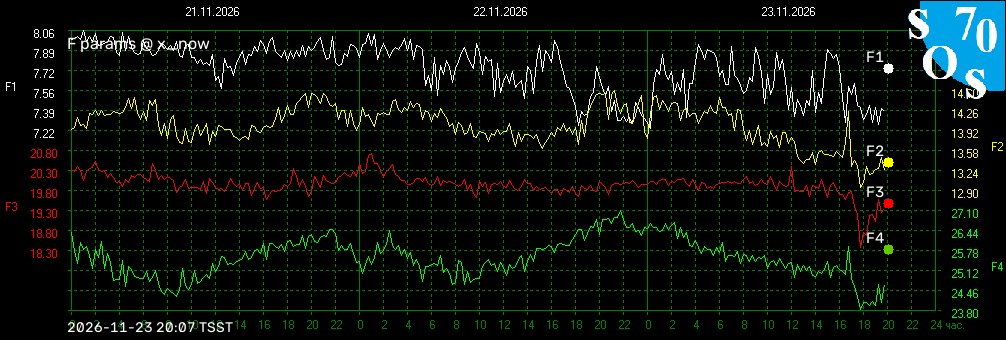 21.11.2026 22.11.2026 23.11.2026
F params @ x_now
SOS 70
8.06
7.89
7.72
7.56
7.39
7.22
F1
20.80
20.30
19.80
19.30
18.80
18.30
F3
F1
F2
F3
F4
14.26
13.92
13.58
13.24
12.90
F2
27.10
26.44
25.78
25.12
24.46
23.80
F4
2026-11-23 20:07 TSST
14 16 18 20 22 0 2 4 6 8 10 12 14 16 18 20 22 0 2 4 6 8 10 12 14 16 18 20 22 24 час.